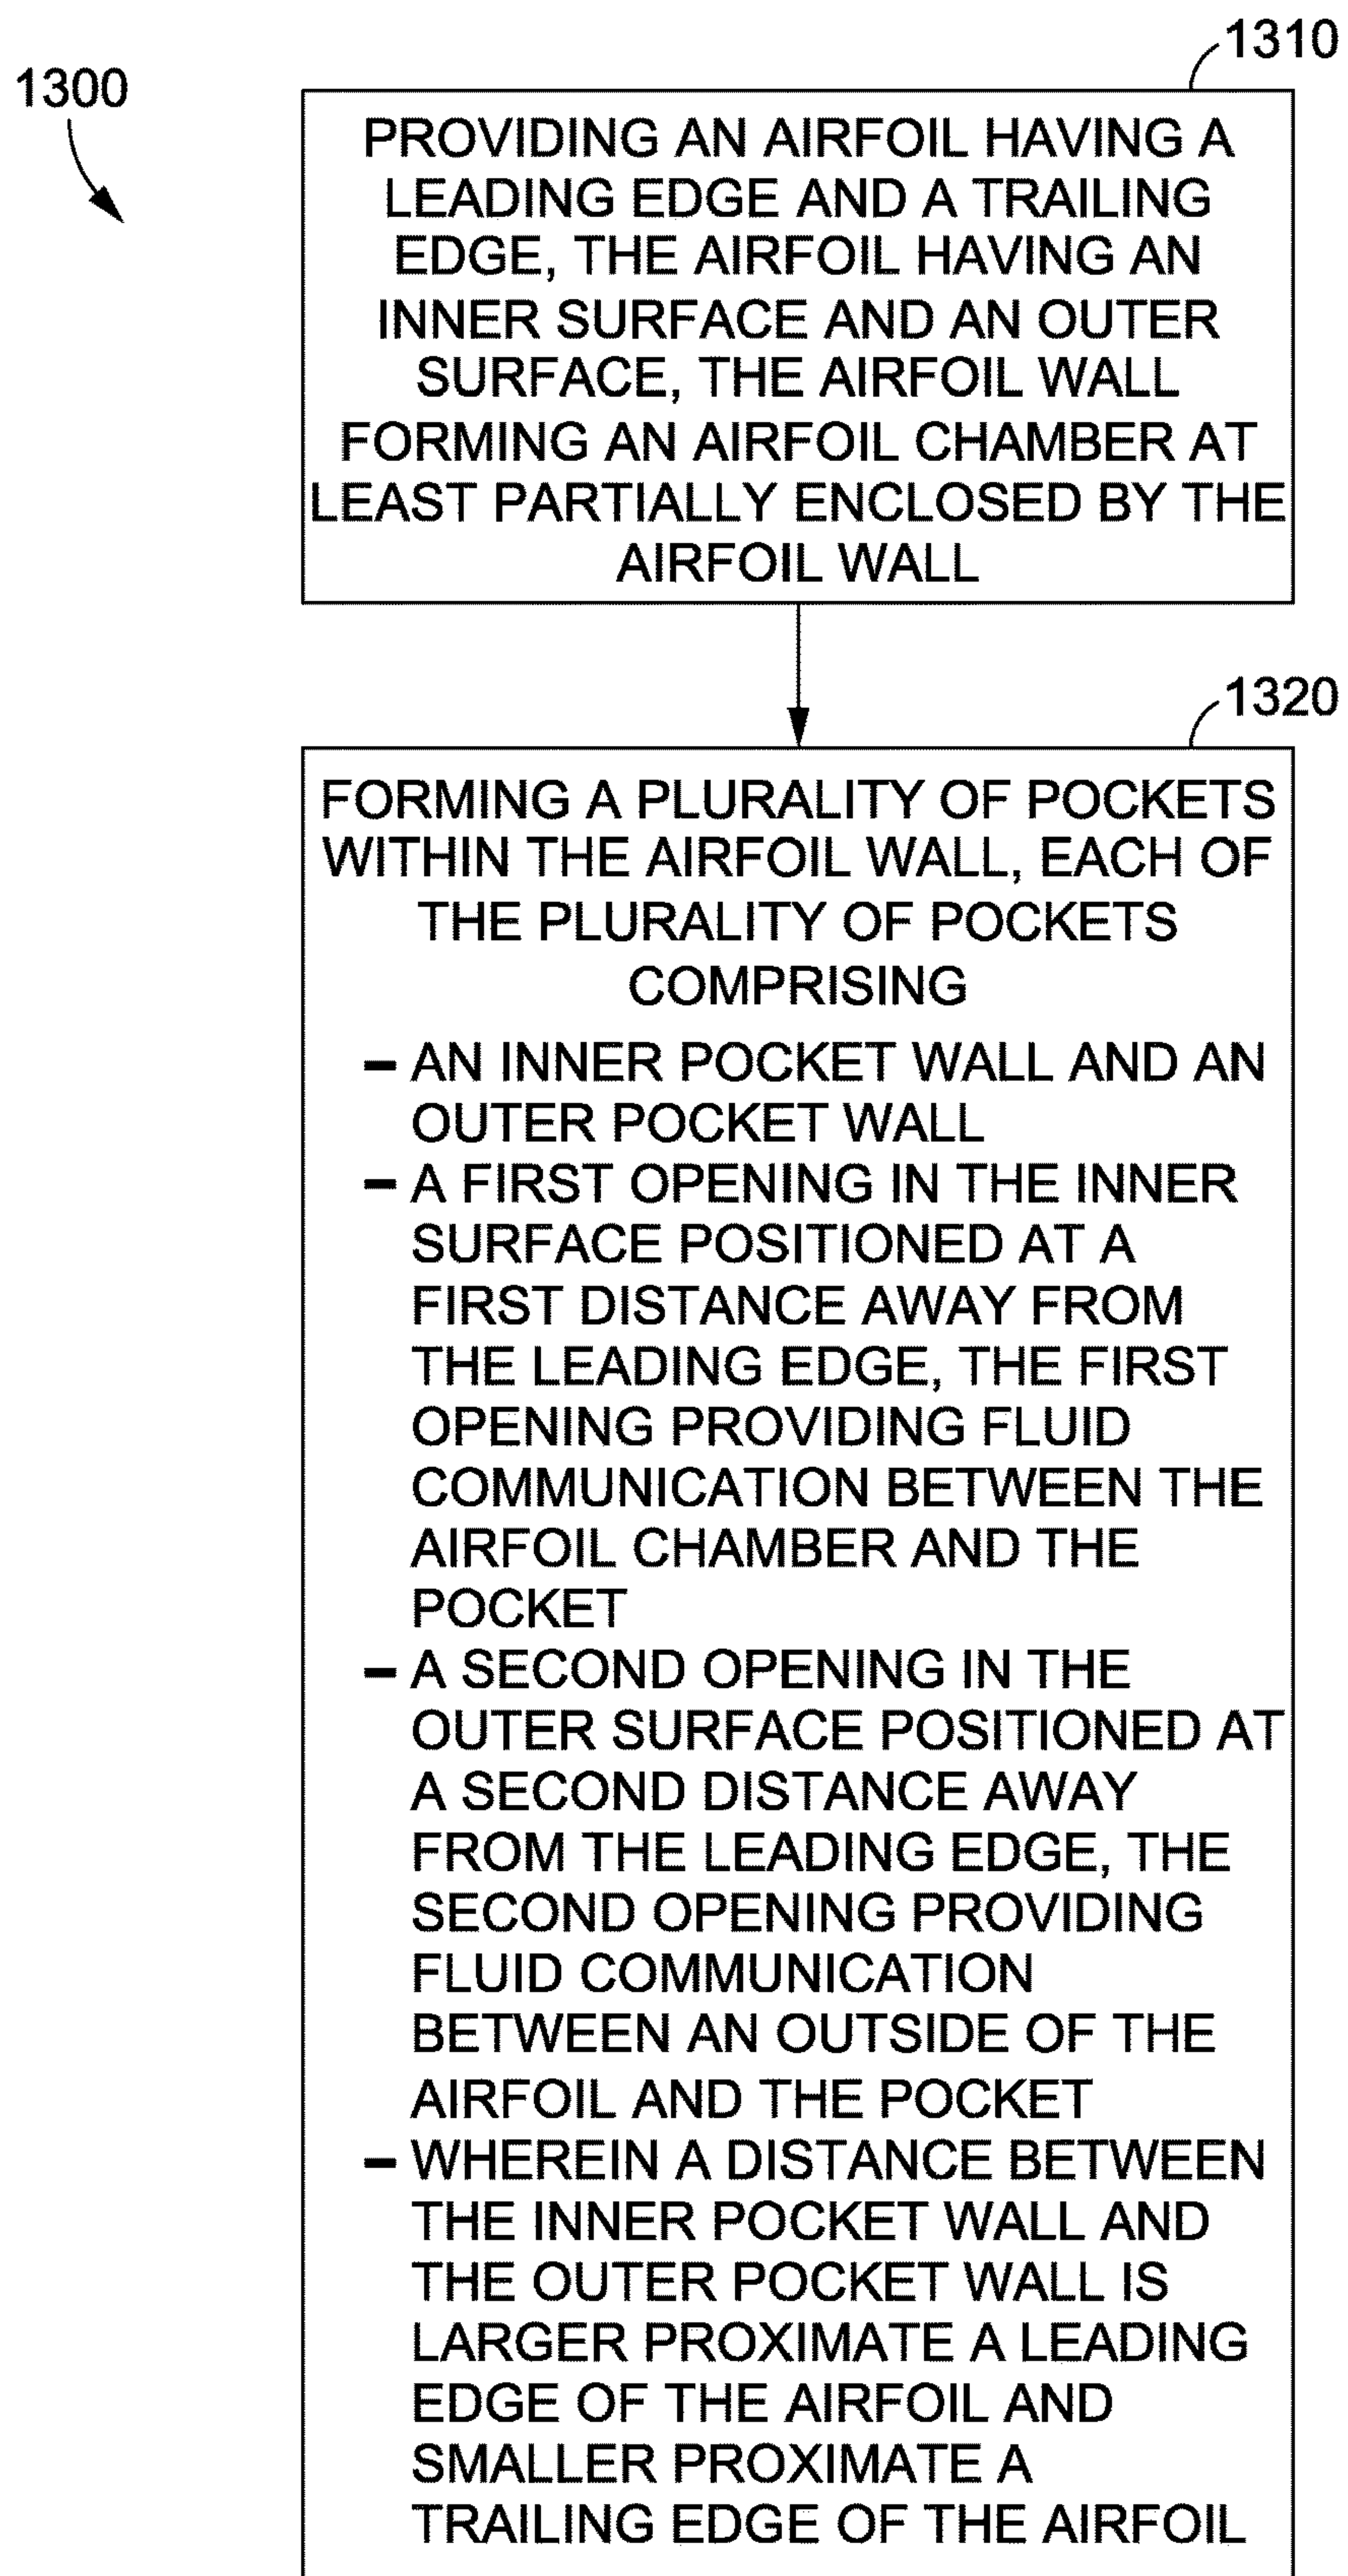 1300
1310
PROVIDING AN AIRFOIL HAVING A
LEADING EDGE AND A TRAILING
EDGE, THE AIRFOIL HAVING AN
INNER SURFACE AND AN OUTER
SURFACE, THE AIRFOIL WALL
FORMING AN AIRFOIL CHAMBER AT
LEAST PARTIALLY ENCLOSED BY THE
AIRFOIL WALL
1320
FORMING A PLURALITY OF POCKETS
WITHIN THE AIRFOIL WALL, EACH OF
THE PLURALITY OF POCKETS
COMPRISING
– AN INNER POCKET WALL AND AN
OUTER POCKET WALL
– A FIRST OPENING IN THE INNER
SURFACE POSITIONED AT A
FIRST DISTANCE AWAY FROM
THE LEADING EDGE, THE FIRST
OPENING PROVIDING FLUID
COMMUNICATION BETWEEN THE
AIRFOIL CHAMBER AND THE
POCKET
– A SECOND OPENING IN THE
OUTER SURFACE POSITIONED AT
A SECOND DISTANCE AWAY
FROM THE LEADING EDGE, THE
SECOND OPENING PROVIDING
FLUID COMMUNICATION
BETWEEN AN OUTSIDE OF THE
AIRFOIL AND THE POCKET
– WHEREIN A DISTANCE BETWEEN
THE INNER POCKET WALL AND
THE OUTER POCKET WALL IS
LARGER PROXIMATE A LEADING
EDGE OF THE AIRFOIL AND
SMALLER PROXIMATE A
TRAILING EDGE OF THE AIRFOIL